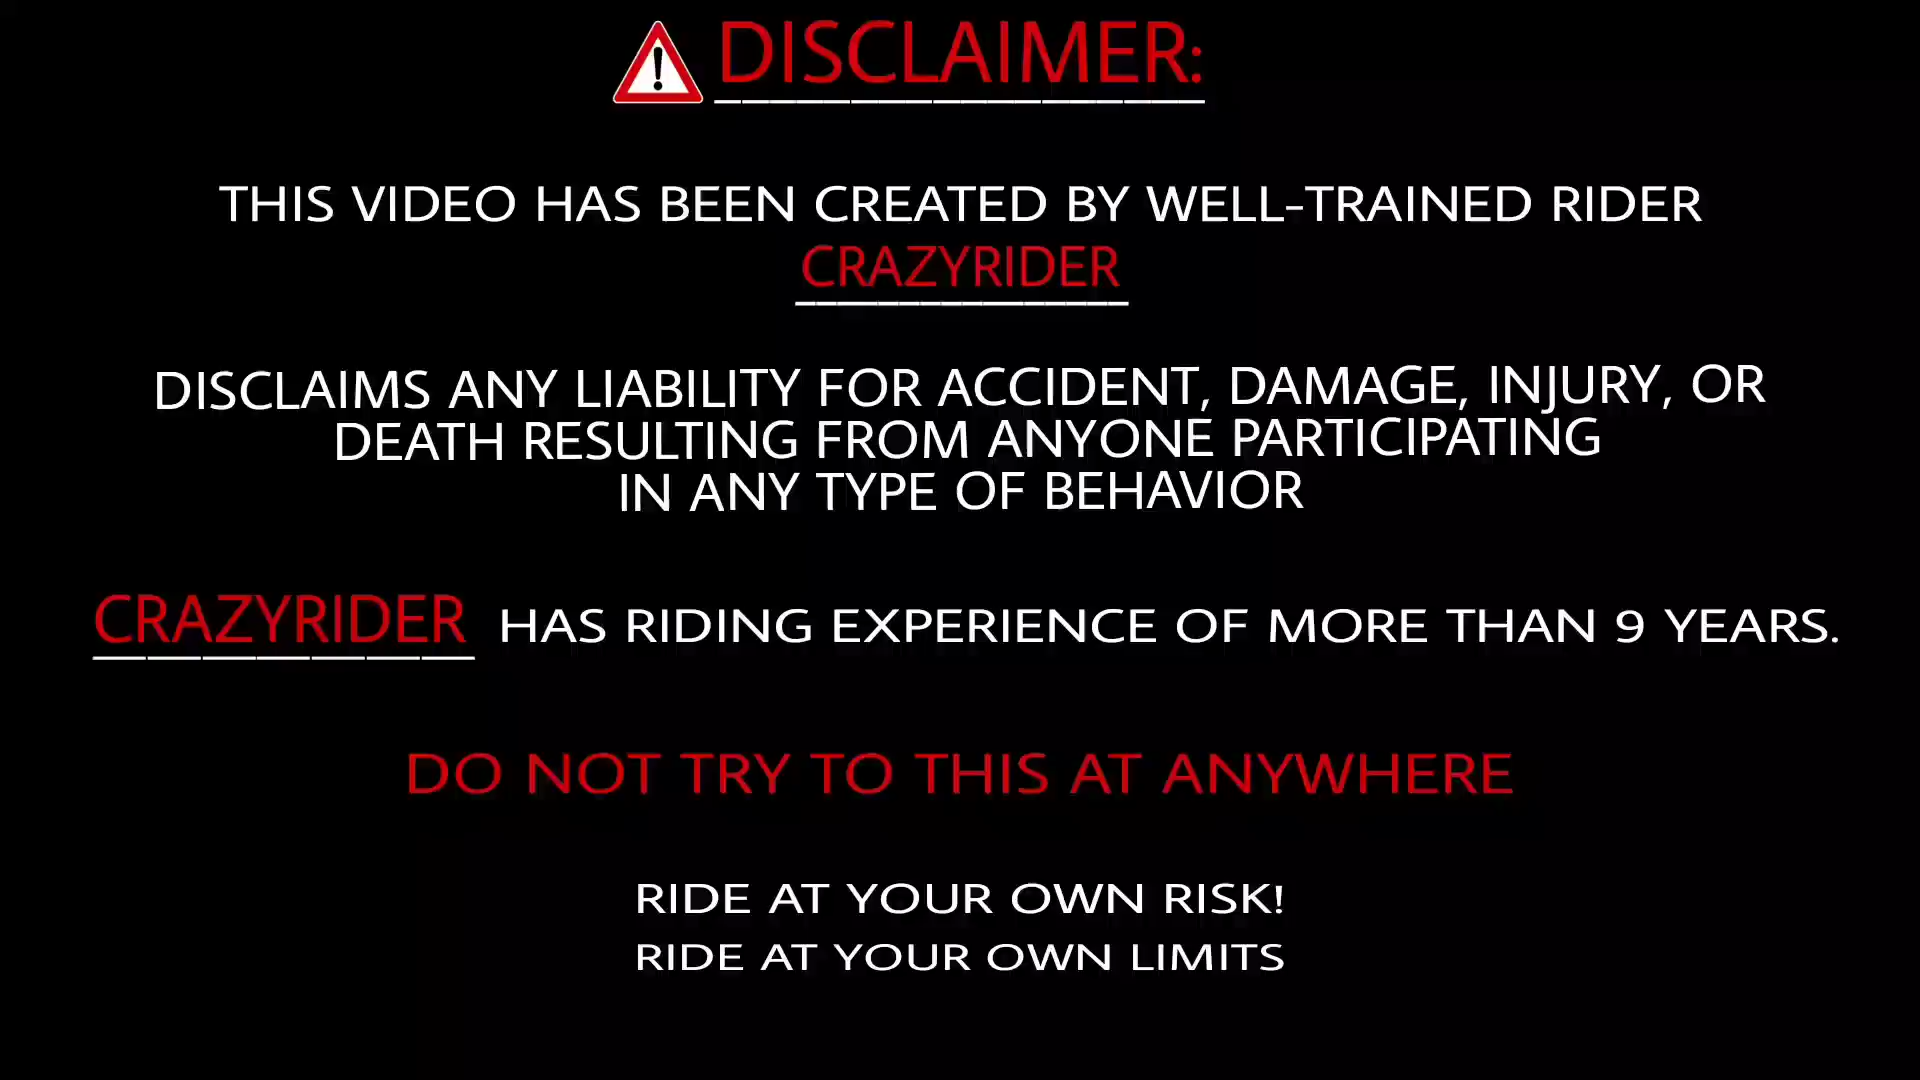 DISCLAIMER:
THIS VIDEO HAS BEEN CREATED BY WELL-TRAINED RIDER
CRAZYRIDER
DISCLAIMS ANY LIABILITY FOR ACCIDENT, DAMAGE, INJURY, OR
DEATH RESULTING FROM ANYONE PARTICIPATING
IN ANY TYPE OF BEHAVIOR
CRAZYRIDER HAS RIDING EXPERIENCE OF MORE THAN 9 YEARS.
DO NOT TRY TO THIS AT ANYWHERE
RIDE AT YOUR OWN RISK!
RIDE AT YOUR OWN LIMITS